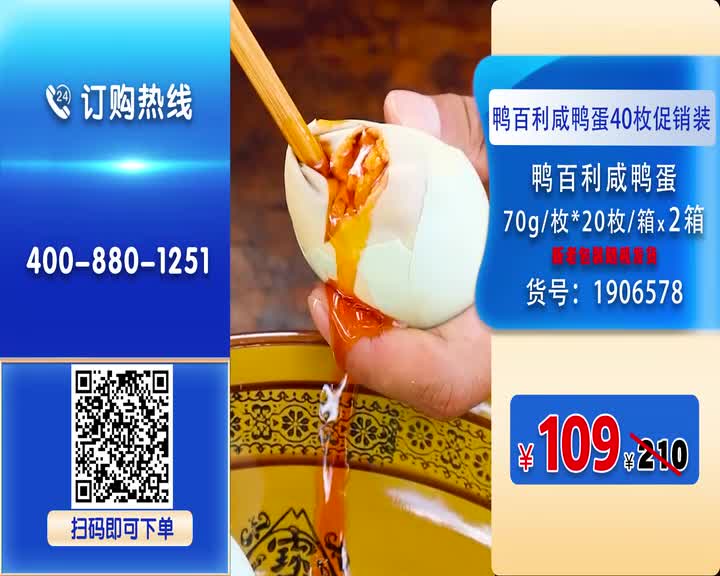 24
订购热线
400-880-1251
扫码即可下单
鸭百利咸鸭蛋40枚促销装
鸭百利咸鸭蛋
70g/枚*20枚/箱x2箱
货号：1906578
¥109
¥210